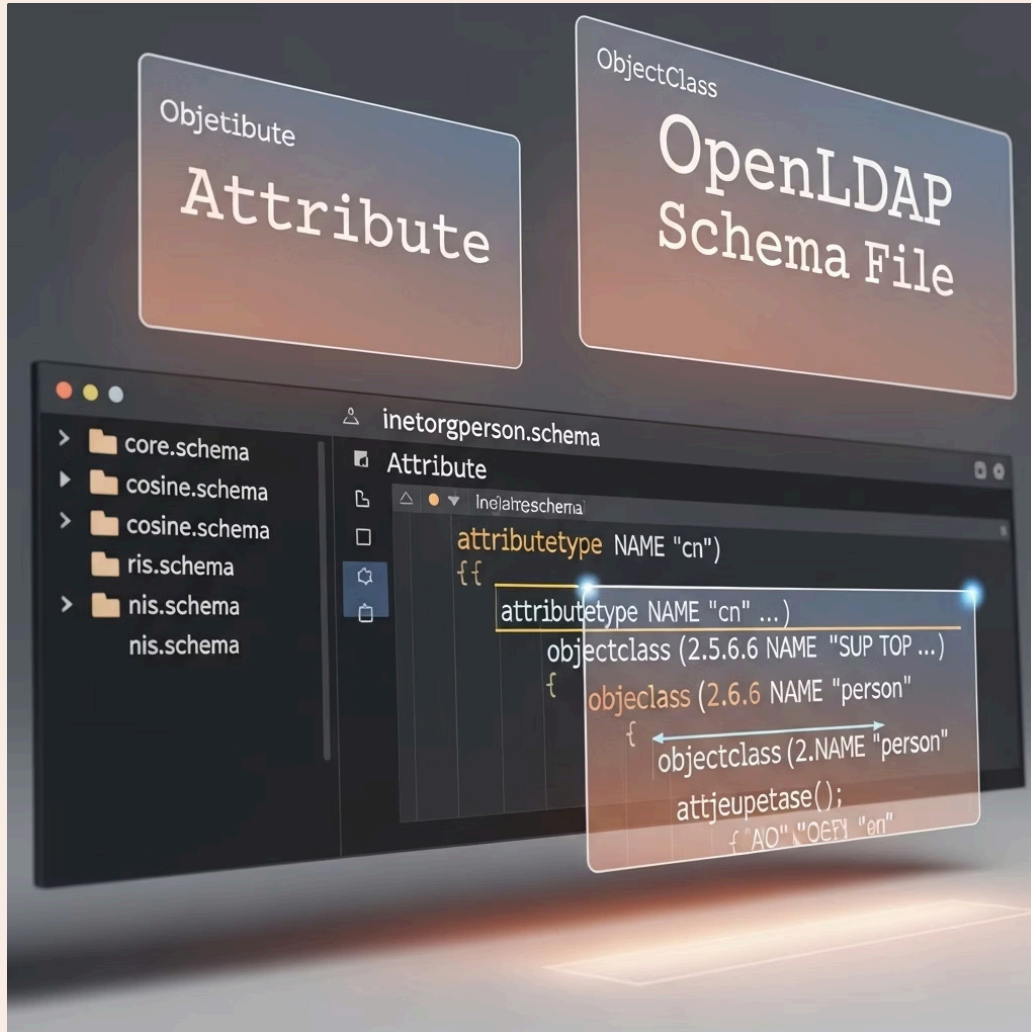 Objetibute
Attribute
ObjectClass
OpenLDAP
Schema File
core.schema
cosine.schema
cosine.schema
ris.schema
nis.schema
nis.schema
inetorgperson.schema
Attribute
attributetype NAME "cn")
{{
attributetype NAME "cn" ...)
objectclass (2.5.6.6 NAME "SUP TOP ...)
{ objeclass (2.6.6 NAME "person"
{
objectclass (2.NAME "person"
attjeupetase();
{ "AO"